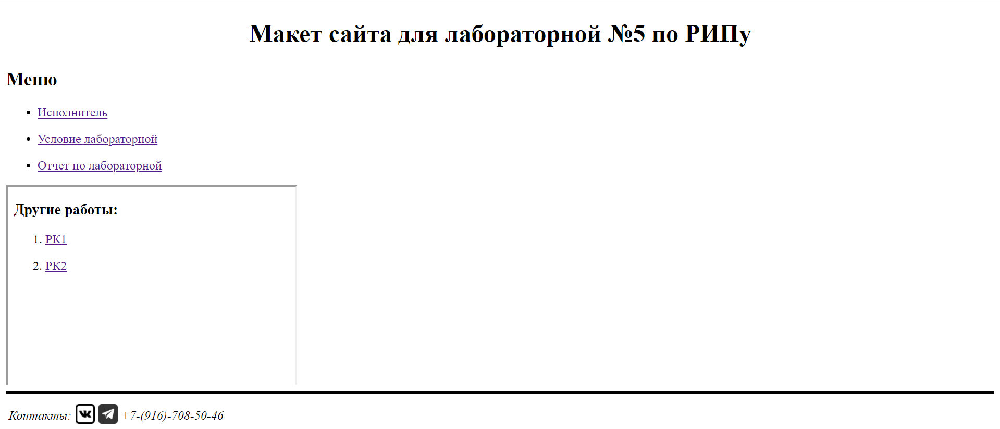 Макет сайта для лабораторной №5 по РИПу
Меню
• Исполнитель
• Условие лабораторной
• Отчет по лабораторной
Другие работы:
1. РК1
2. РК2
Контакты: +7-(916)-708-50-46